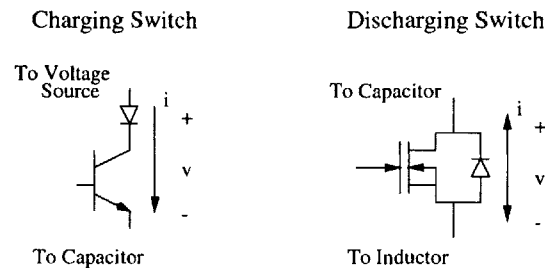 Charging Switch
To Voltage
Source
i
+
v
-
To Capacitor
Discharging Switch
To Capacitor
i
+
v
-
To Inductor